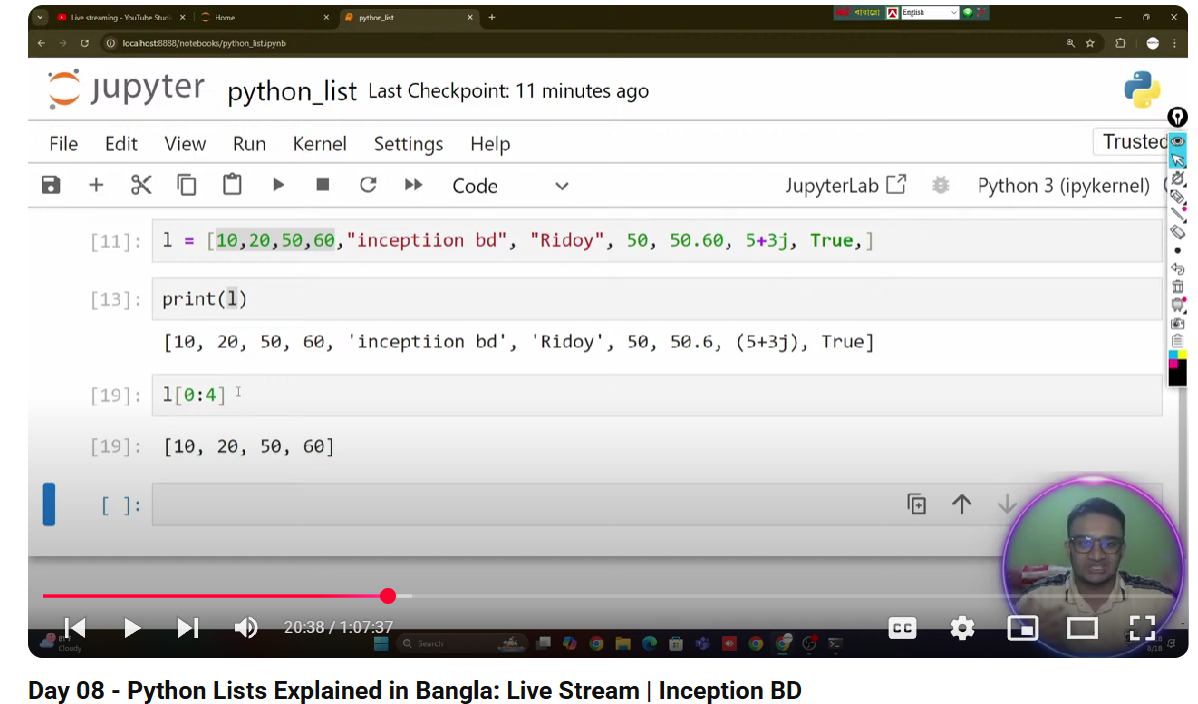 Live streaming - YouTube Studi
Home
python_list
English
localhost:8888/notebooks/python_list.ipynb
jupyter python_list Last Checkpoint: 11 minutes ago
File Edit View Run Kernel Settings Help Trusted
Code JupyterLab Python 3 (ipykernel)
[11]: l = [10,20,50,60,"inceptiion bd", "Ridoy", 50, 50.60, 5+3j, True,]
[13]: print(l)
[10, 20, 50, 60, 'inceptiion bd', 'Ridoy', 50, 50.6, (5+3j), True]
[19]: l[0:4]
[19]: [10, 20, 50, 60]
[ ]:
20:38 / 1:07:37
CC
Cloudy
Search
Day 08 - Python Lists Explained in Bangla: Live Stream | Inception BD